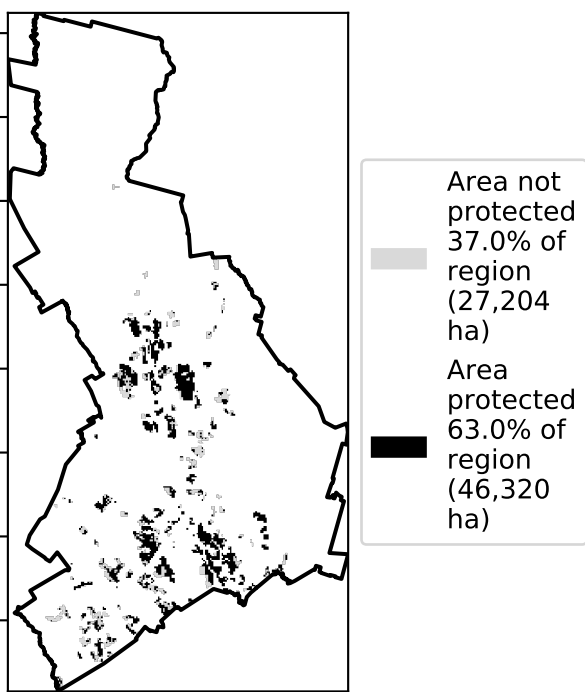 Area not
protected
37.0% of
region
(27,204
ha)
Area
protected
63.0% of
region
(46,320
ha)